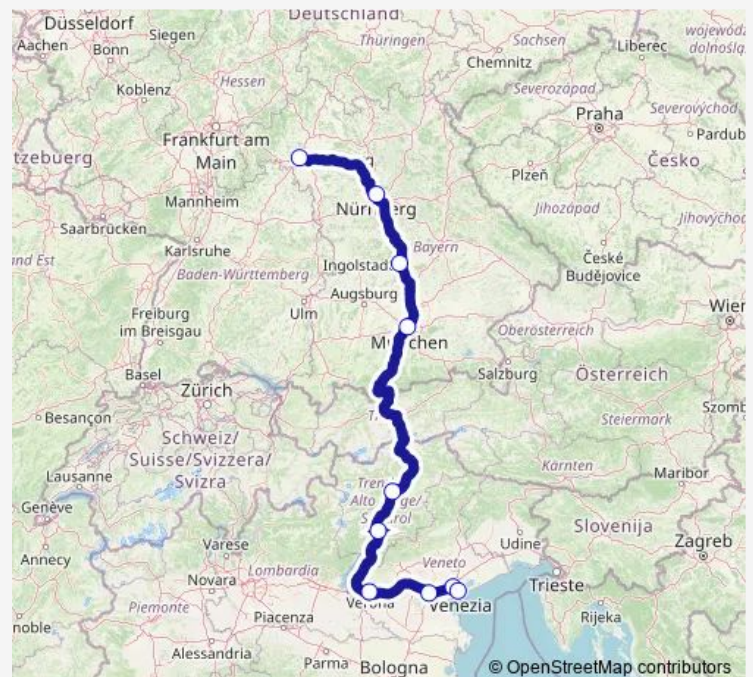 Düsseldorf
Deutschland
Siegen
Thüringen
Sachsen
Liberec
Aachen
Bonn
Chemnitz
Koblenz
Hessen
Severozápad
Praha
Severovýchod
Frankfurt am
Main
Plzeň
Česko
Mannheim
Nürnberg
Jihozápad
Saarbrücken
Karlsruhe
Ingolstad
Bayern
České
Budějovice
Baden-Württemberg
Augsburg
Freiburg
im Breisgau
Ulm
München
Oberösterreich
Wien
Basel
Zürich
Salzburg
Österreich
Besançon
Steiermark
Schweiz/
Suisse/Svizzera/
Svizra
Lausanne
Kärnten
Maribor
Genève
Slovenija
Annecy
Varese
Udine
Zagreb
Novara
Lombardia
Veneto
Trieste
Piemonte
Piacenza
Verona
Venezia
Rijeka
Alessandria
Parma
Bologna
© OpenStreetMap contributors